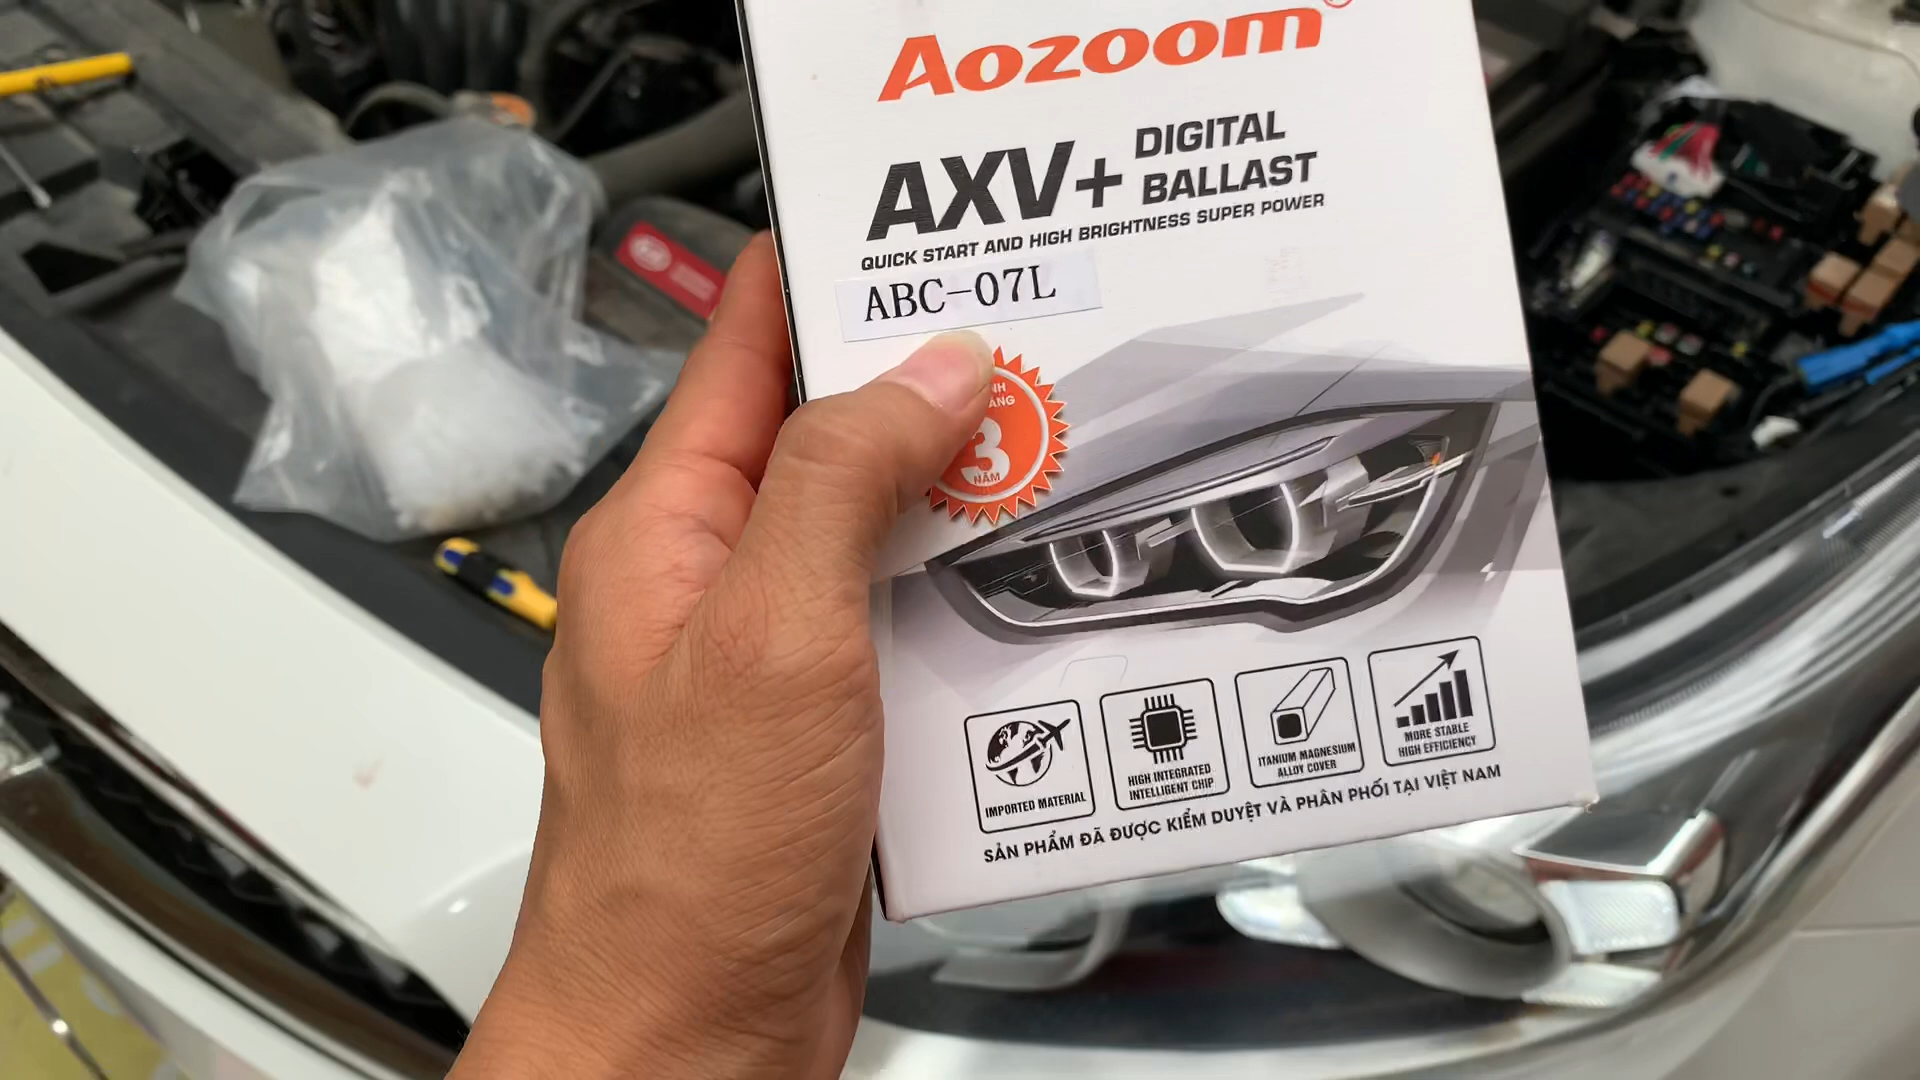 Aozoom
AXV+ DIGITAL
BALLAST
QUICK START AND HIGH BRIGHTNESS SUPER POWER
ABC-07L
3
NĂM
IMPORTED MATERIAL
HIGH INTEGRATED
INTELLIGENT CHIP
ITANIUM MAGNESIUM
ALLOY COVER
MORE STABLE
HIGH EFFICIENCY
SẢN PHẨM ĐÃ ĐƯỢC KIỂM DUYỆT VÀ PHÂN PHỐI TẠI VIỆT NAM